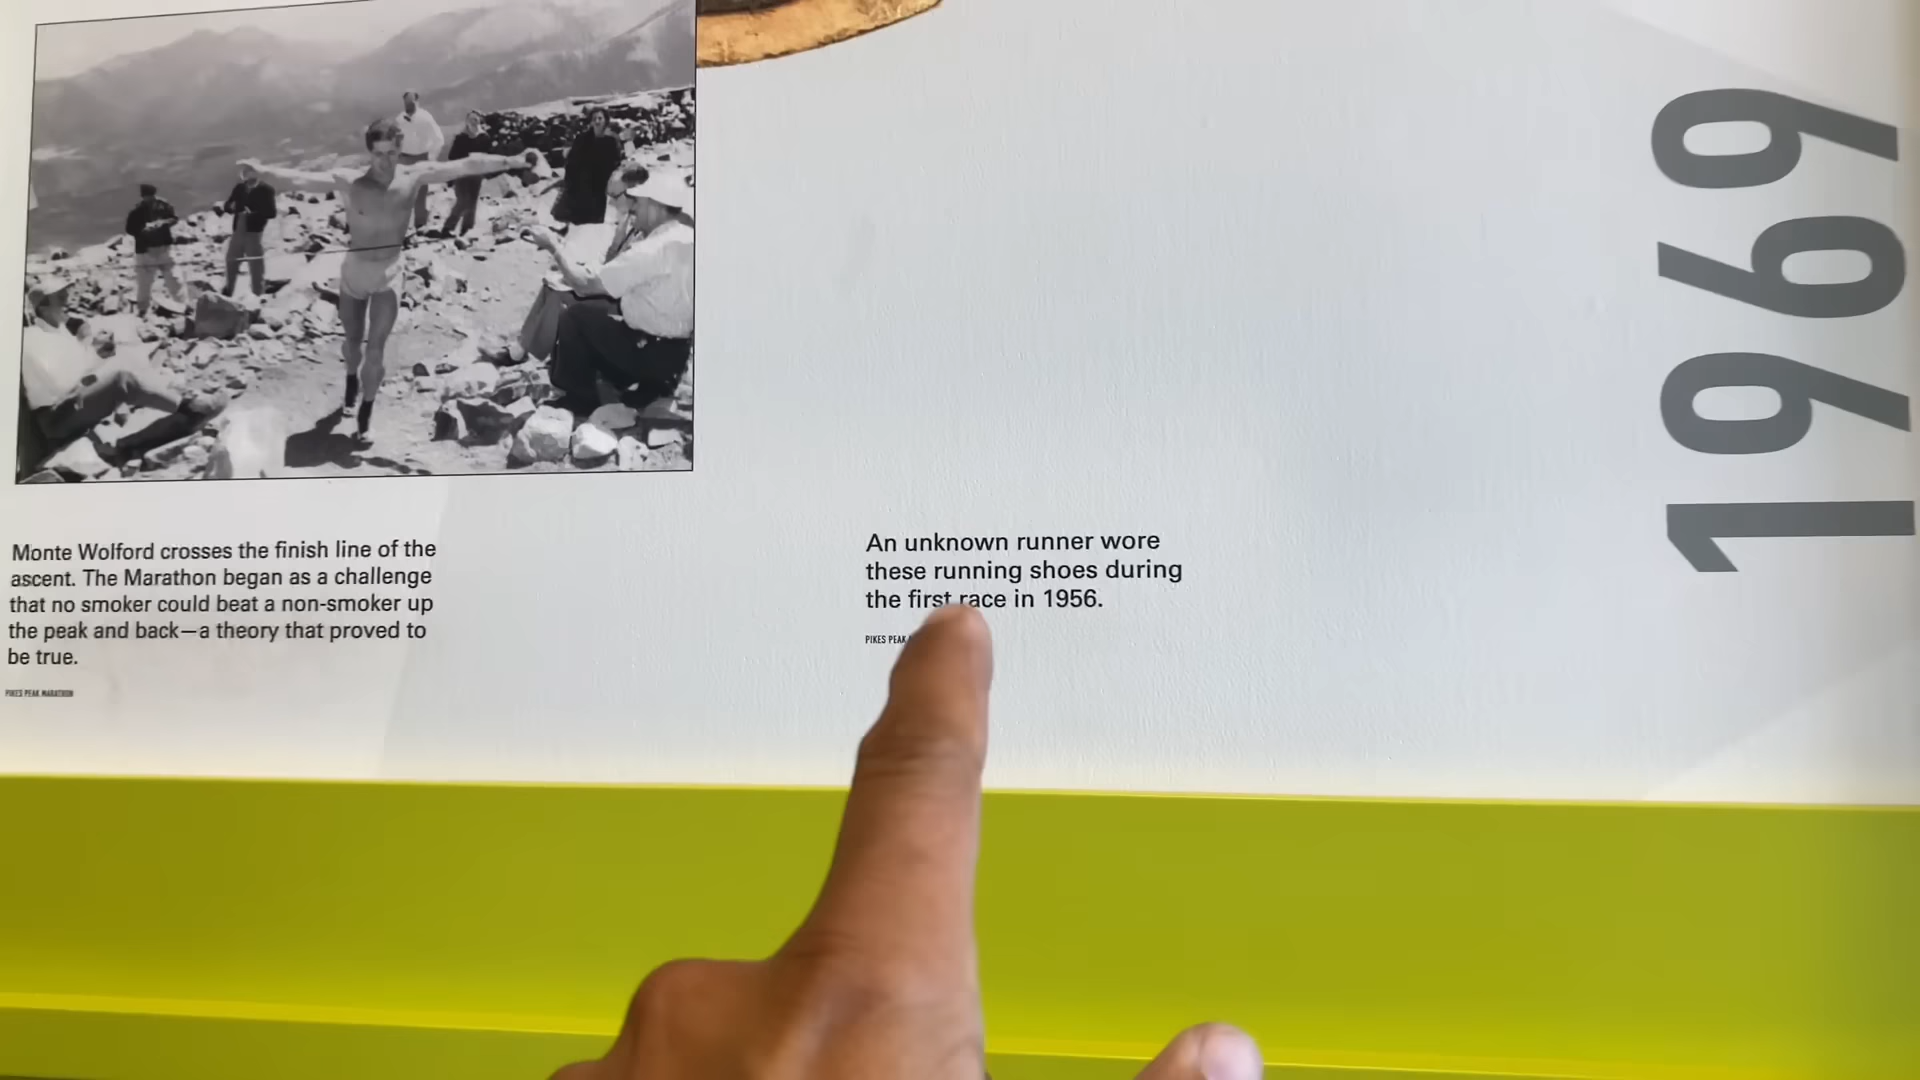 Monte Wolford crosses the finish line of the
ascent. The Marathon began as a challenge
that no smoker could beat a non-smoker up
the peak and back—a theory that proved to
be true.
PIKES PEAK MARATHON
An unknown runner wore
these running shoes during
the first race in 1956.
PIKES PEAK
1969